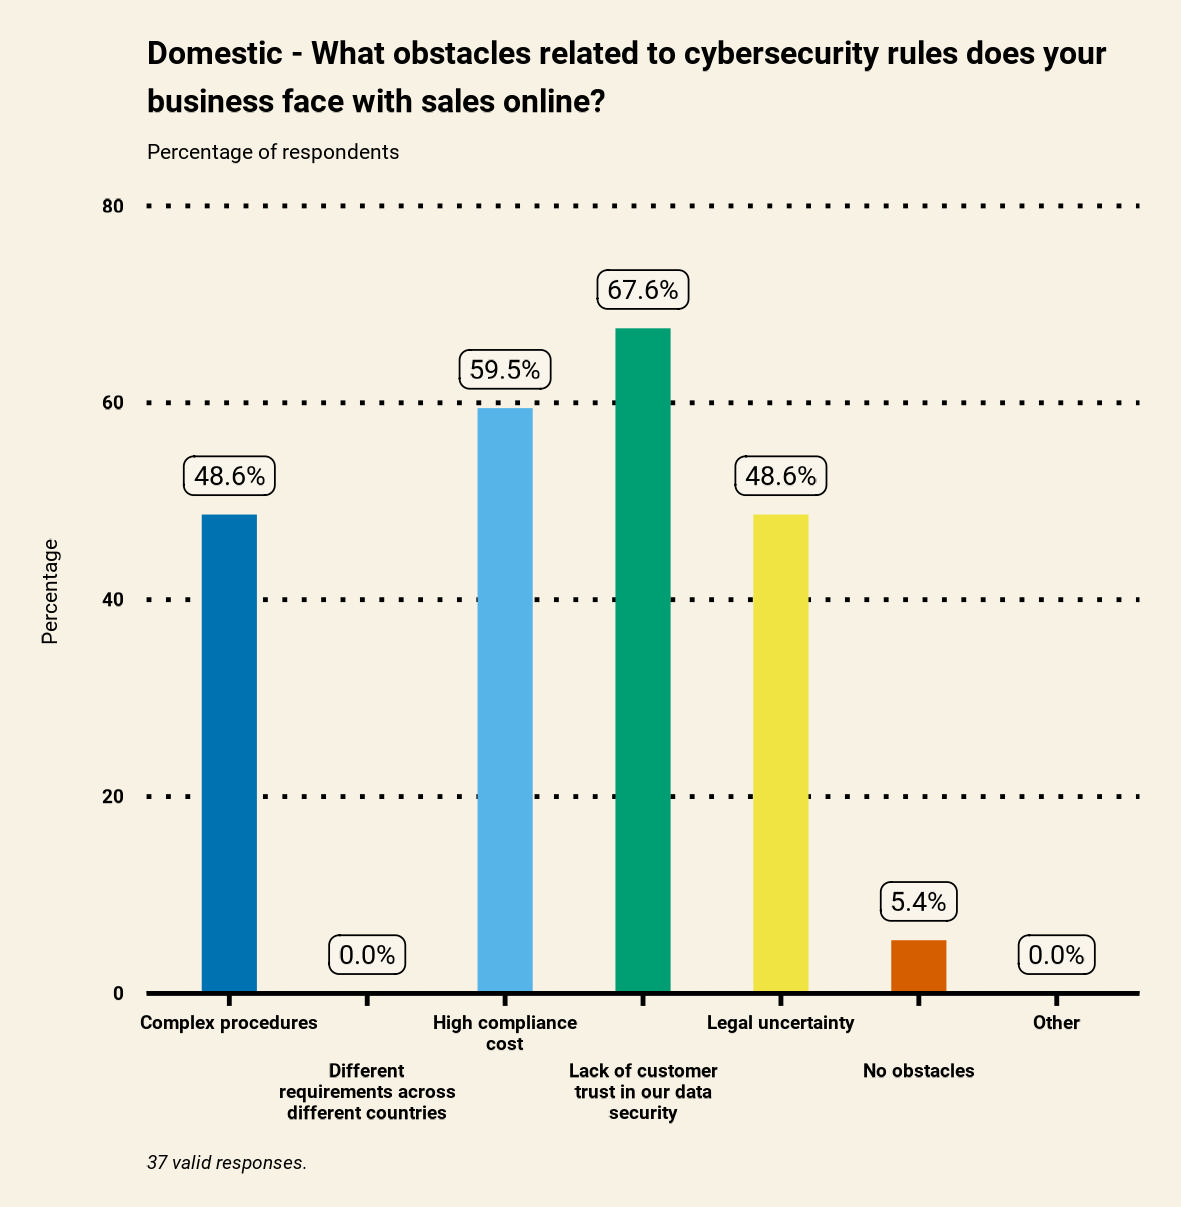 Domestic - What obstacles related to cybersecurity rules does your
business face with sales online?
Percentage of respondents
80
60
40
20
0
Percentage
48.6%
0.0%
59.5%
67.6%
48.6%
5.4%
0.0%
Complex procedures
Different
requirements across
different countries
High compliance
cost
Lack of customer
trust in our data
security
Legal uncertainty
No obstacles
Other
37 valid responses.